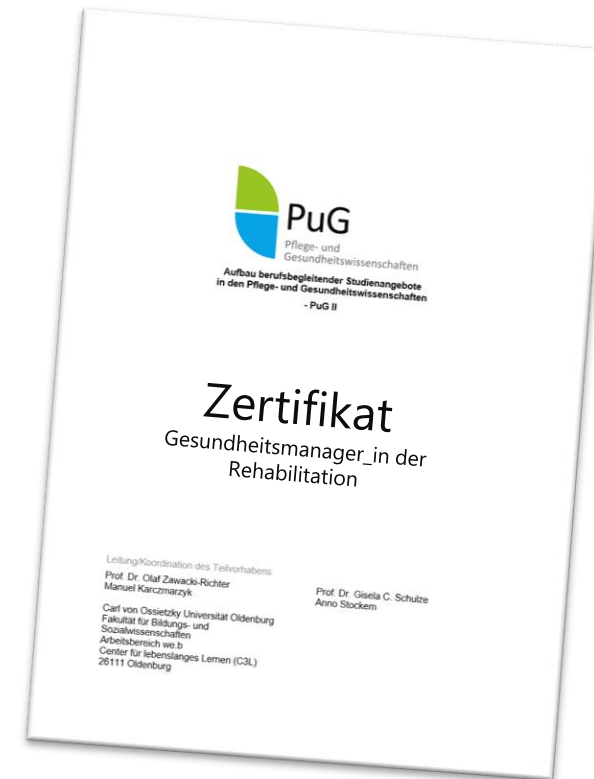 PuG
Pflege- und
Gesundheitswissenschaften
Aufbau berufsbegleitender Studienangebote
in den Pflege- und Gesundheitswissenschaften
- PuG II
Zertifikat
Gesundheitsmanager_in der
Rehabilitation
Leitung/Koordination des Teilvorhabens
Prof. Dr. Olaf Zawacki-Richter
Manuel Karczmarzyk
Prof. Dr. Gisela C. Schulze
Anno Stockem
Carl von Ossietzky Universität Oldenburg
Fakultät für Bildungs- und
Sozialwissenschaften
Arbeitsbereich we.b
Center für lebenslanges Lernen (C3L)
26111 Oldenburg